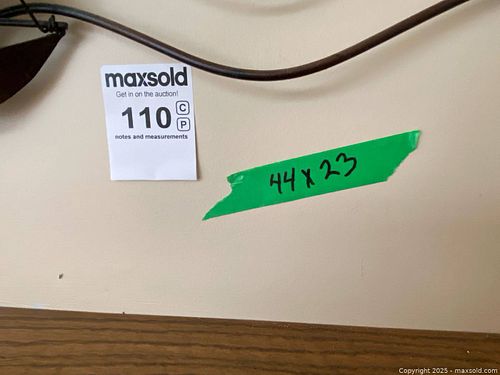 maxsold
Get in on the auction!
110 C
P
notes and measurements
44 x 23
Copyright 2025 - maxsold.com